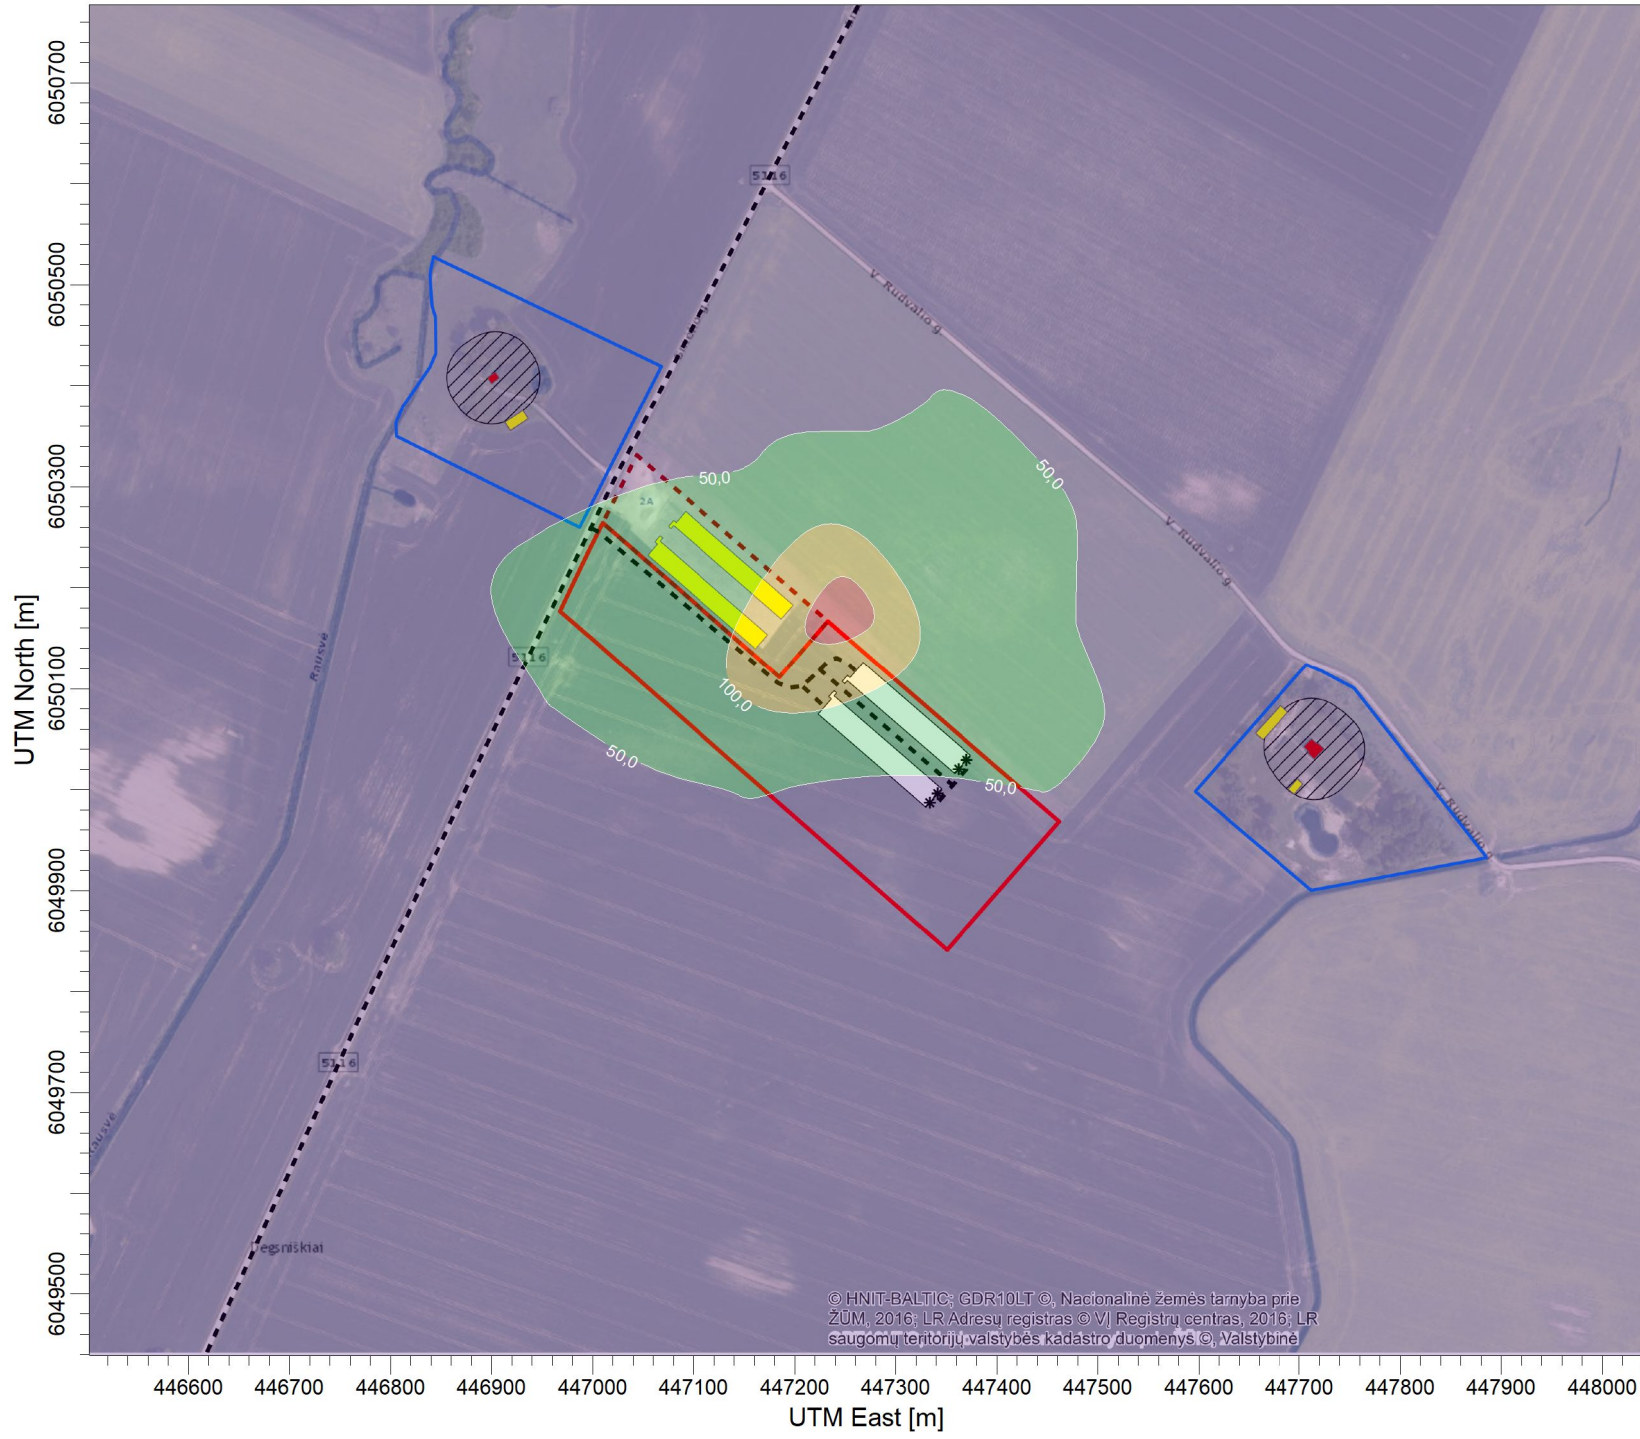 6050700
5116
V. Rudvalio g
6050500
50,0
50,0
6050300
2A
V. Rudvalio g
UTM North [m]
Rausvė
5116
100,0
6050100
50,0
50,0
V. Rudvalio g
6049900
5116
6049700
Degsniškiai
6049500
© HNIT-BALTIC; GDR10LT ©, Nacionalinė žemės tarnyba prie
ŽŪM, 2016; LR Adresų registras © VĮ Registrų centras, 2016; LR
saugomų teritorijų valstybės kadastro duomenys ©, Valstybinė
446600 446700 446800 446900 447000 447100 447200 447300 447400 447500 447600 447700 447800 447900 448000
UTM East [m]